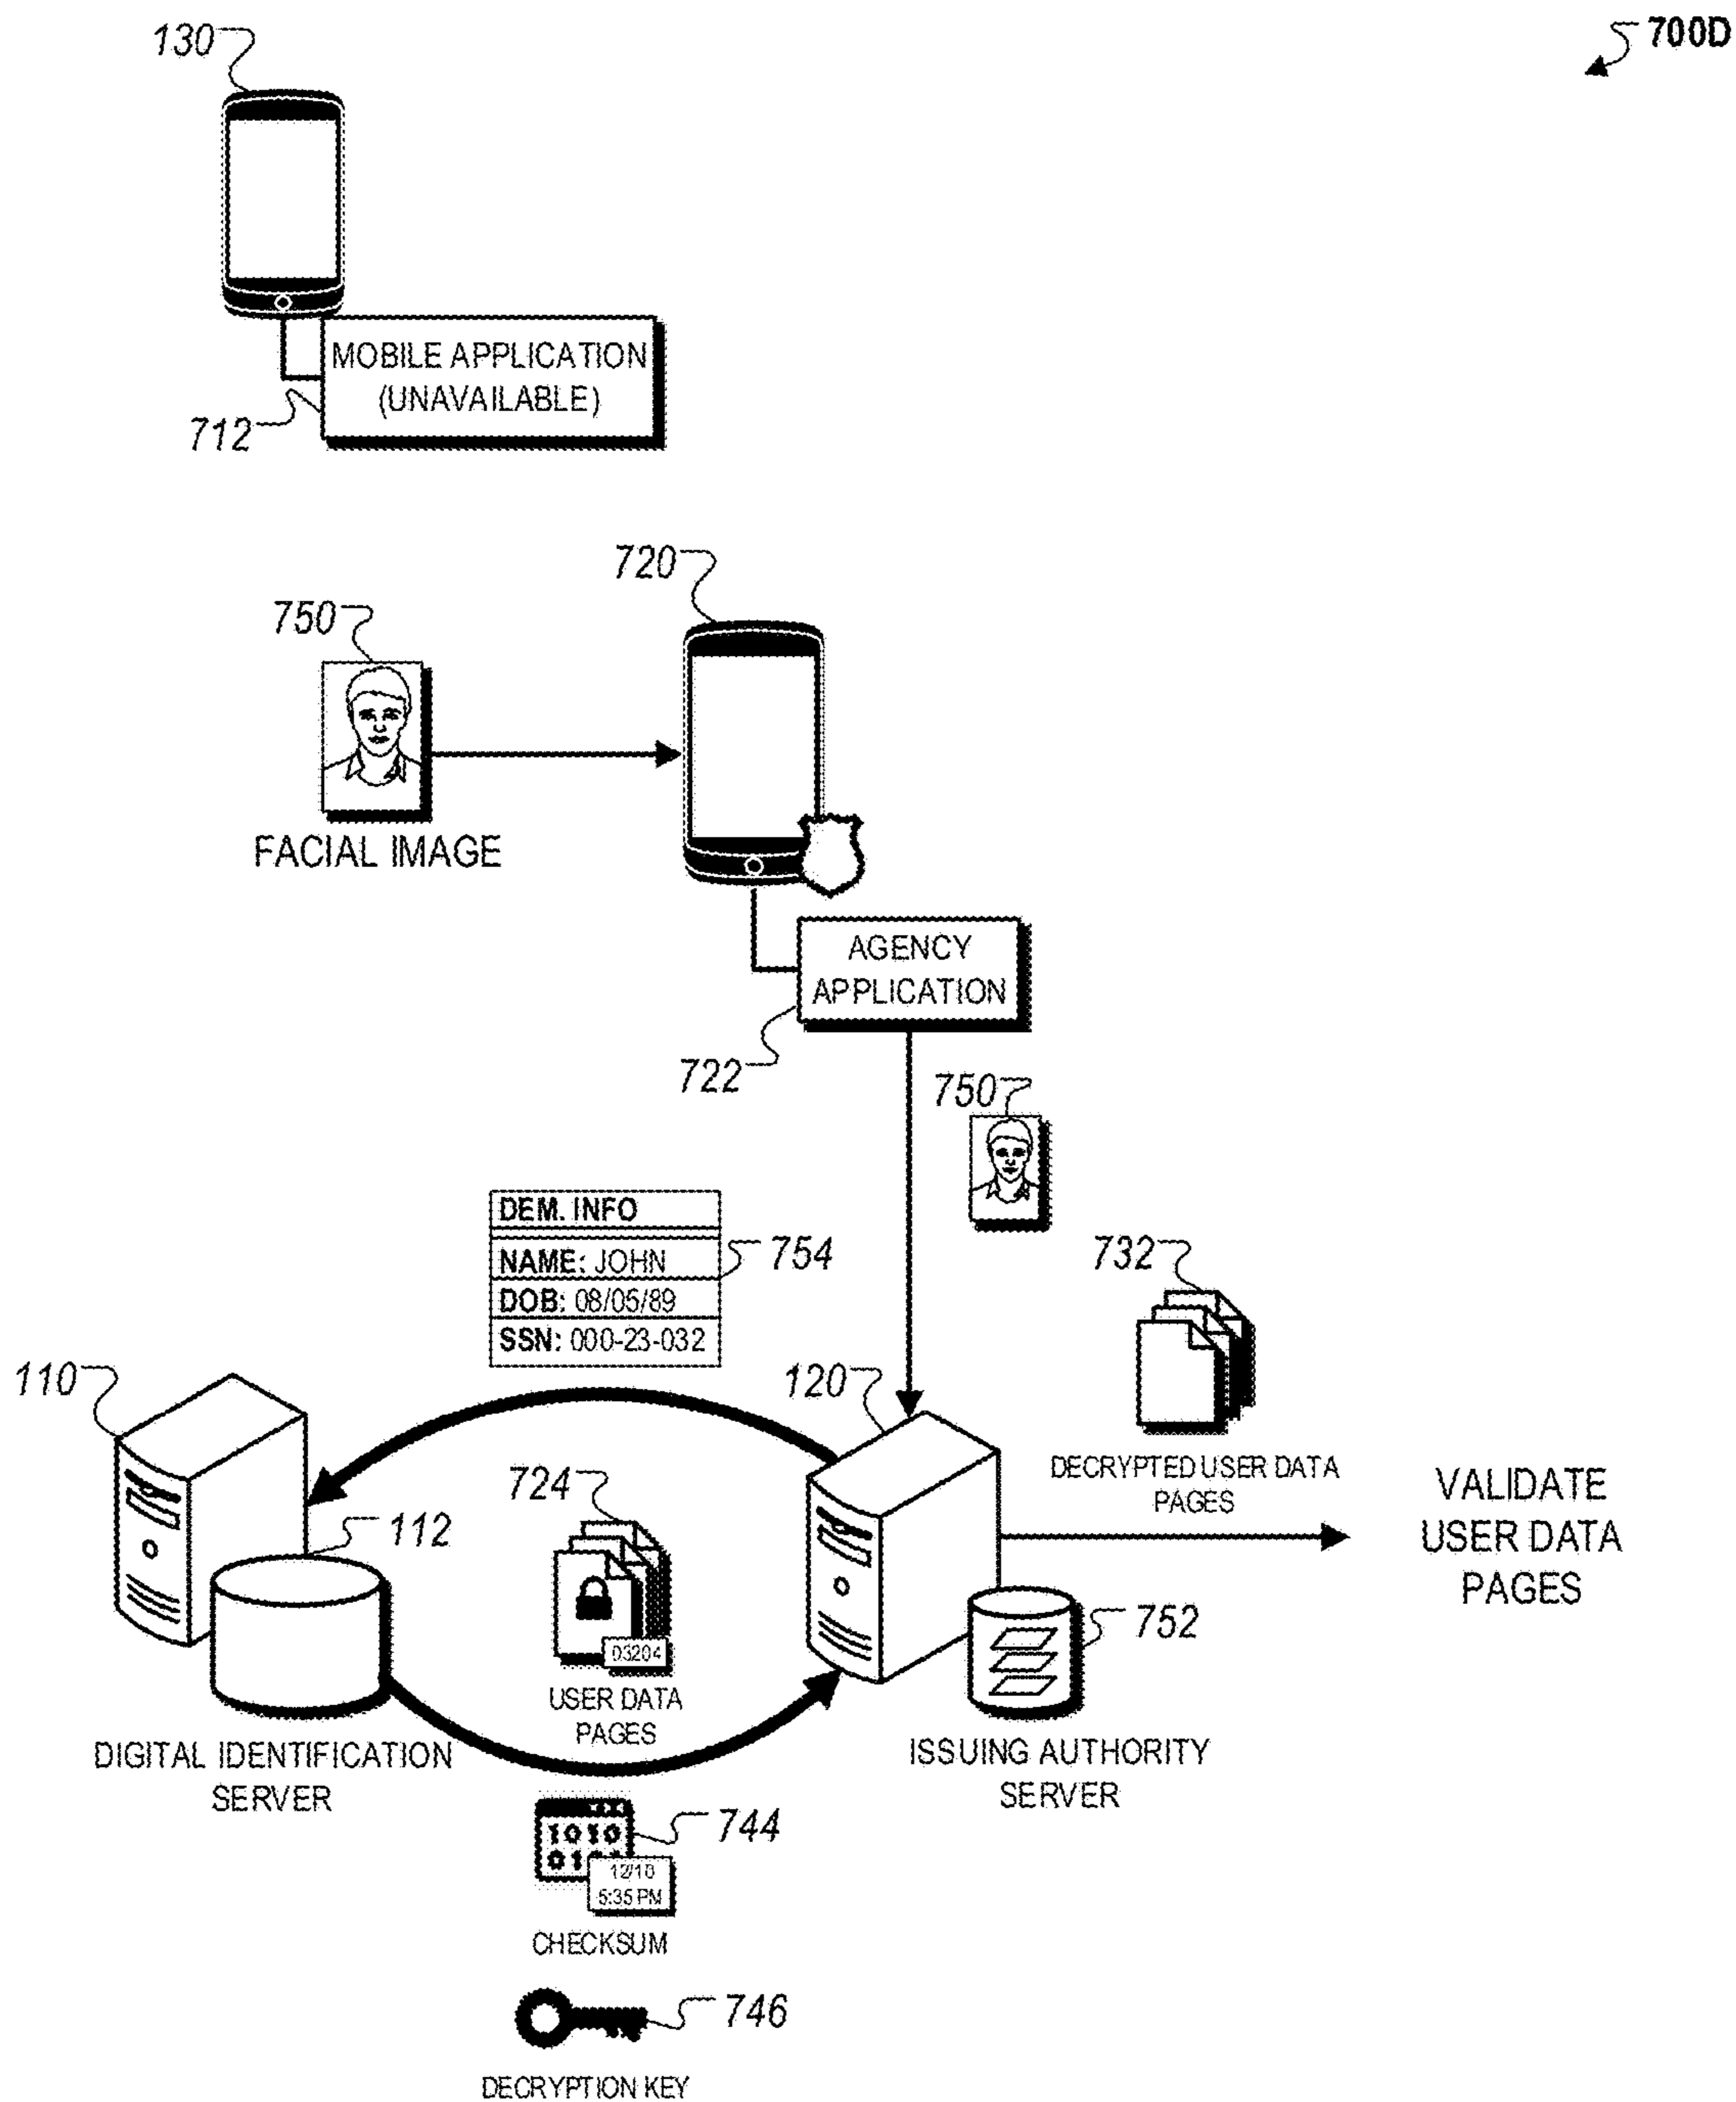 700D
130
MOBILE APPLICATION
(UNAVAILABLE)
712
720
750
FACIAL IMAGE
AGENCY
APPLICATION
722
750
DEM. INFO
NAME: JOHN
DOB: 08/05/89
SSN: 000-23-032
754
732
DECRYPTED USER DATA
PAGES
110
120
724
112
03204
USER DATA
PAGES
VALIDATE
USER DATA
PAGES
752
DIGITAL IDENTIFICATION
SERVER
ISSUING AUTHORITY
SERVER
744
1010
12/10
5:35 PM
CHECKSUM
746
DECRYPTION KEY